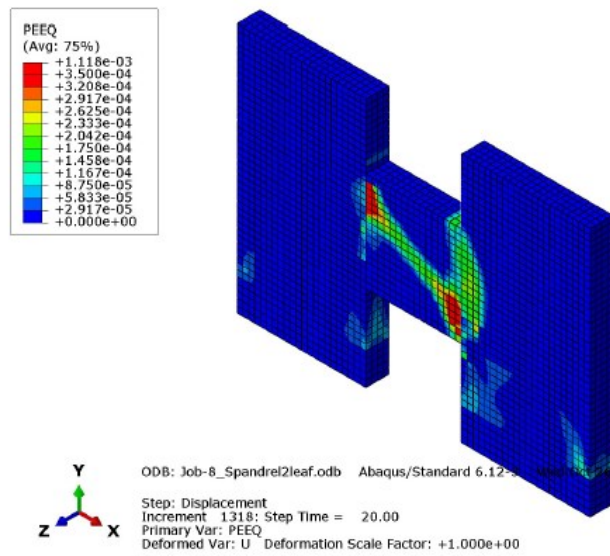 PEEQ
(Avg: 75%)
+1.118e-03
+3.500e-04
+3.208e-04
+2.917e-04
+2.625e-04
+2.333e-04
+2.042e-04
+1.750e-04
+1.458e-04
+1.167e-04
+8.750e-05
+5.833e-05
+2.917e-05
+0.000e+00
Y
Z
X
ODB: Job-8_Spandrel2leaf.odb Abaqus/Standard 6.12-
Step: Displacement
Increment 1318: Step Time = 20.00
Primary Var: PEEQ
Deformed Var: U Deformation Scale Factor: +1.000e+00